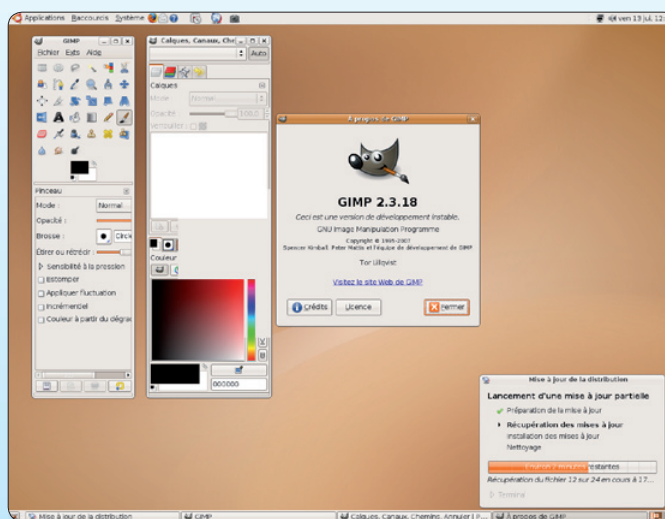 Applications Raccourcis Système
ven 13 juil, 12:
GIMP
Fichier Exts Aide
Pinceau
Mode : Normal
Opacité :
Brosse : Circle
Étirer ou rétrécir :
Sensibilité à la pression
Estomper
Appliquer fluctuation
Incrémentiel
Couleur à partir du dégra
Calques, Canaux, Che
Auto
Calques
Mode : Normal
Opacité : 100,0
Verrouiller :
Couleur
000000
À propos de GIMP
GIMP 2.3.18
Ceci est une version de développement instable.
GNU Image Manipulation Programme
Copyright © 1995-2007
Spencer Kimball, Peter Mattis et l'équipe de développement de GIMP
Tor Lillqvist
Visitez le site Web de GIMP
Crédits Licence Fermer
Mise à jour de la distribution
Lancement d'une mise à jour partielle
Préparation de la mise à jour
Récupération des mises à jour
Installation des mises à jour
Nettoyage
restantes
Récupération du fichier 12 sur 24 en cours à 17...
Terminal
Mise à jour de la distribution
GIMP
Calques, Canaux, Chemins, Annuler | P...
À propos de GIMP